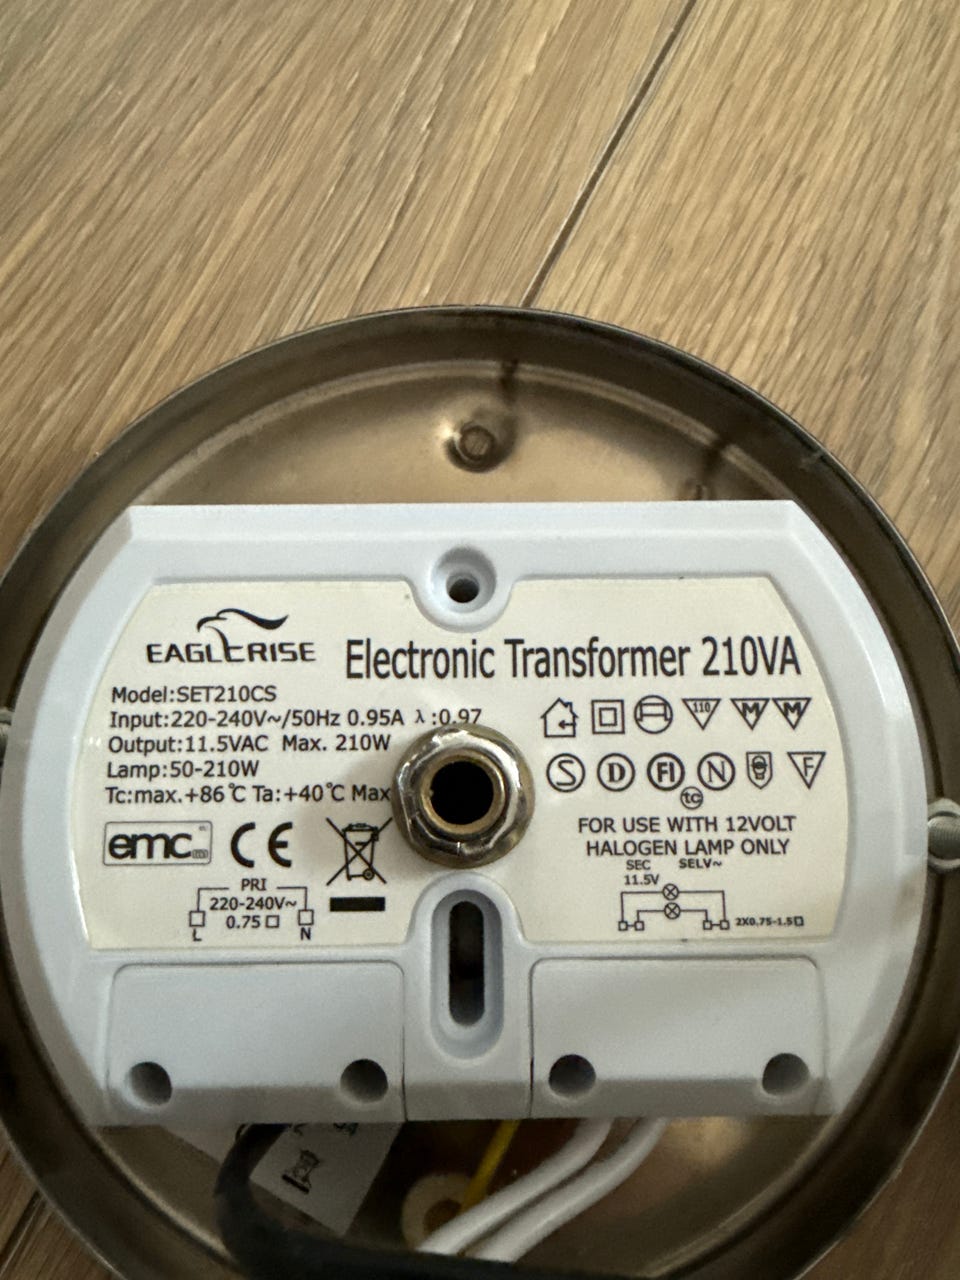 EAGLERISE
Electronic Transformer 210VA
Model:SET210CS
Input:220-240V~/50Hz 0.95A λ:0.97
Output:11.5VAC Max. 210W
Lamp:50-210W
Tc:max.+86℃ Ta:+40℃ Max
110
M M
S D FI N F
tc
FOR USE WITH 12VOLT
HALOGEN LAMP ONLY
SEC SELV~
11.5V
2X0.75-1.5□
emc
CE
PRI
220-240V~
0.75□
L N